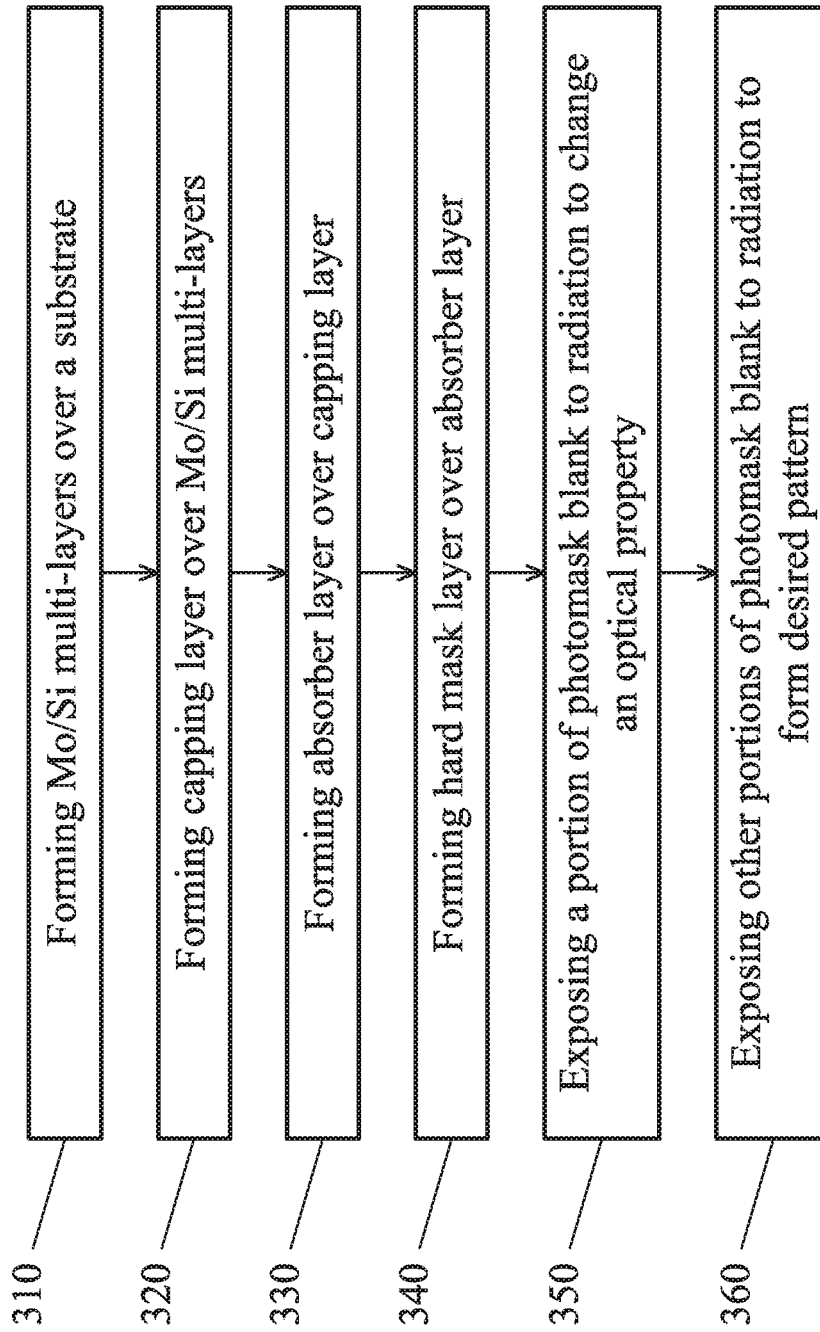 310
Forming Mo/Si multi-layers over a substrate
320
Forming capping layer over Mo/Si multi-layers
330
Forming absorber layer over capping layer
340
Forming hard mask layer over absorber layer
350
Exposing a portion of photomask blank to radiation to change
an optical property
360
Exposing other portions of photomask blank to radiation to
form desired pattern